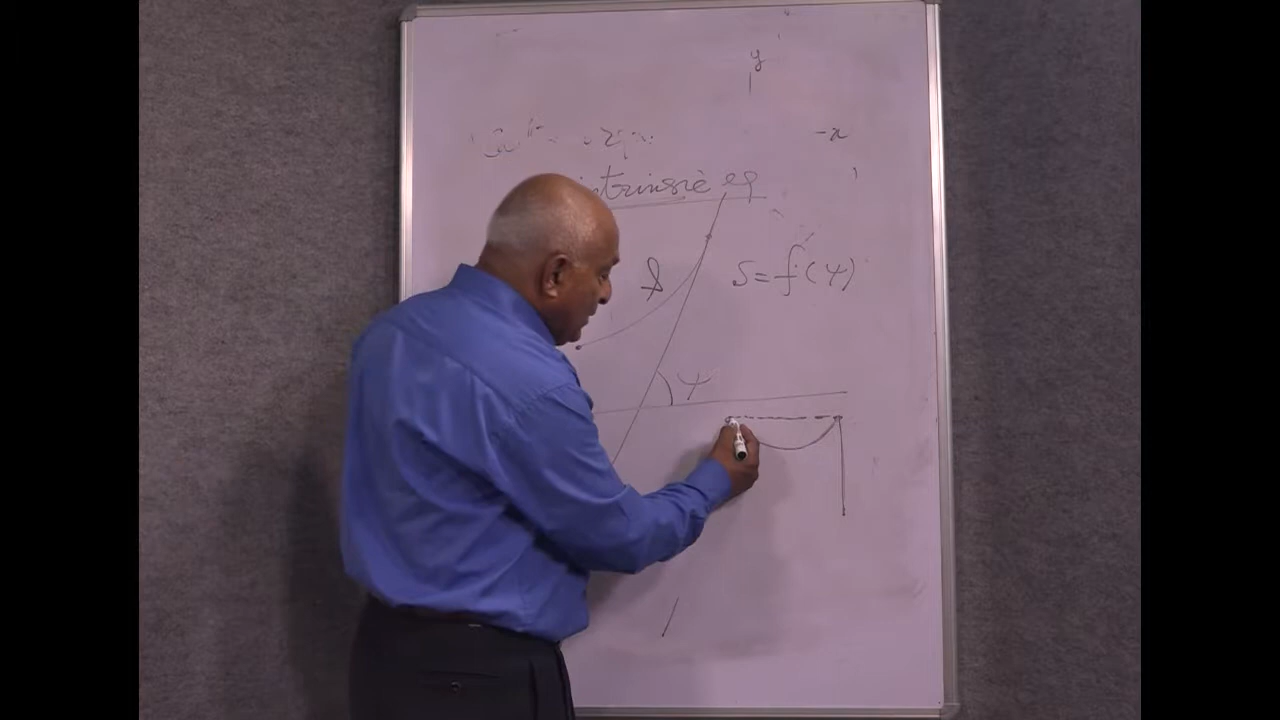 y
x
intrinsic eq
S
S = f(ψ)
ψ